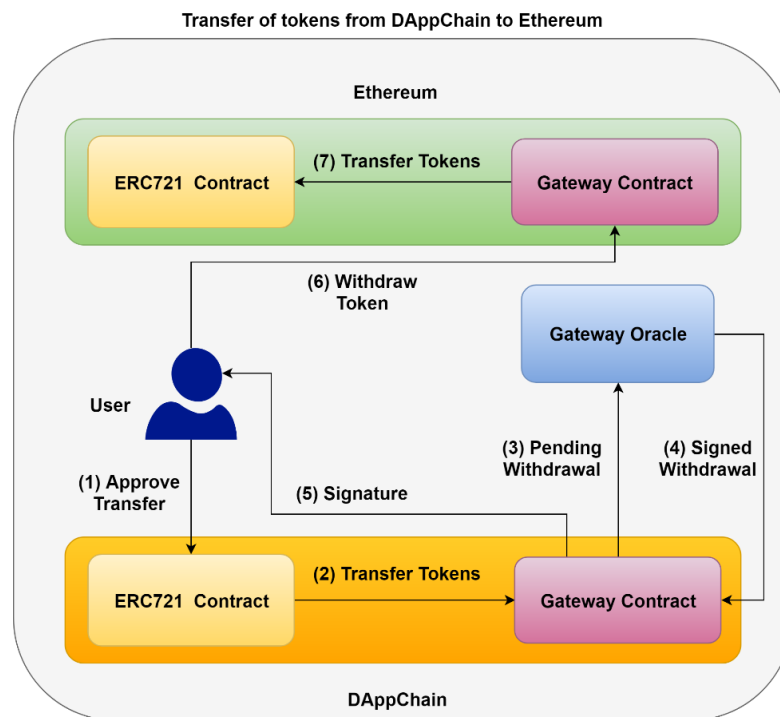 Transfer of tokens from DAppChain to Ethereum
Ethereum
ERC721  Contract
(7) Transfer Tokens
Gateway Contract
(6) Withdraw
Token
Gateway Oracle
User
(1) Approve
Transfer
(5) Signature
(3) Pending
Withdrawal
(4) Signed
Withdrawal
ERC721  Contract
(2) Transfer Tokens
Gateway Contract
DAppChain